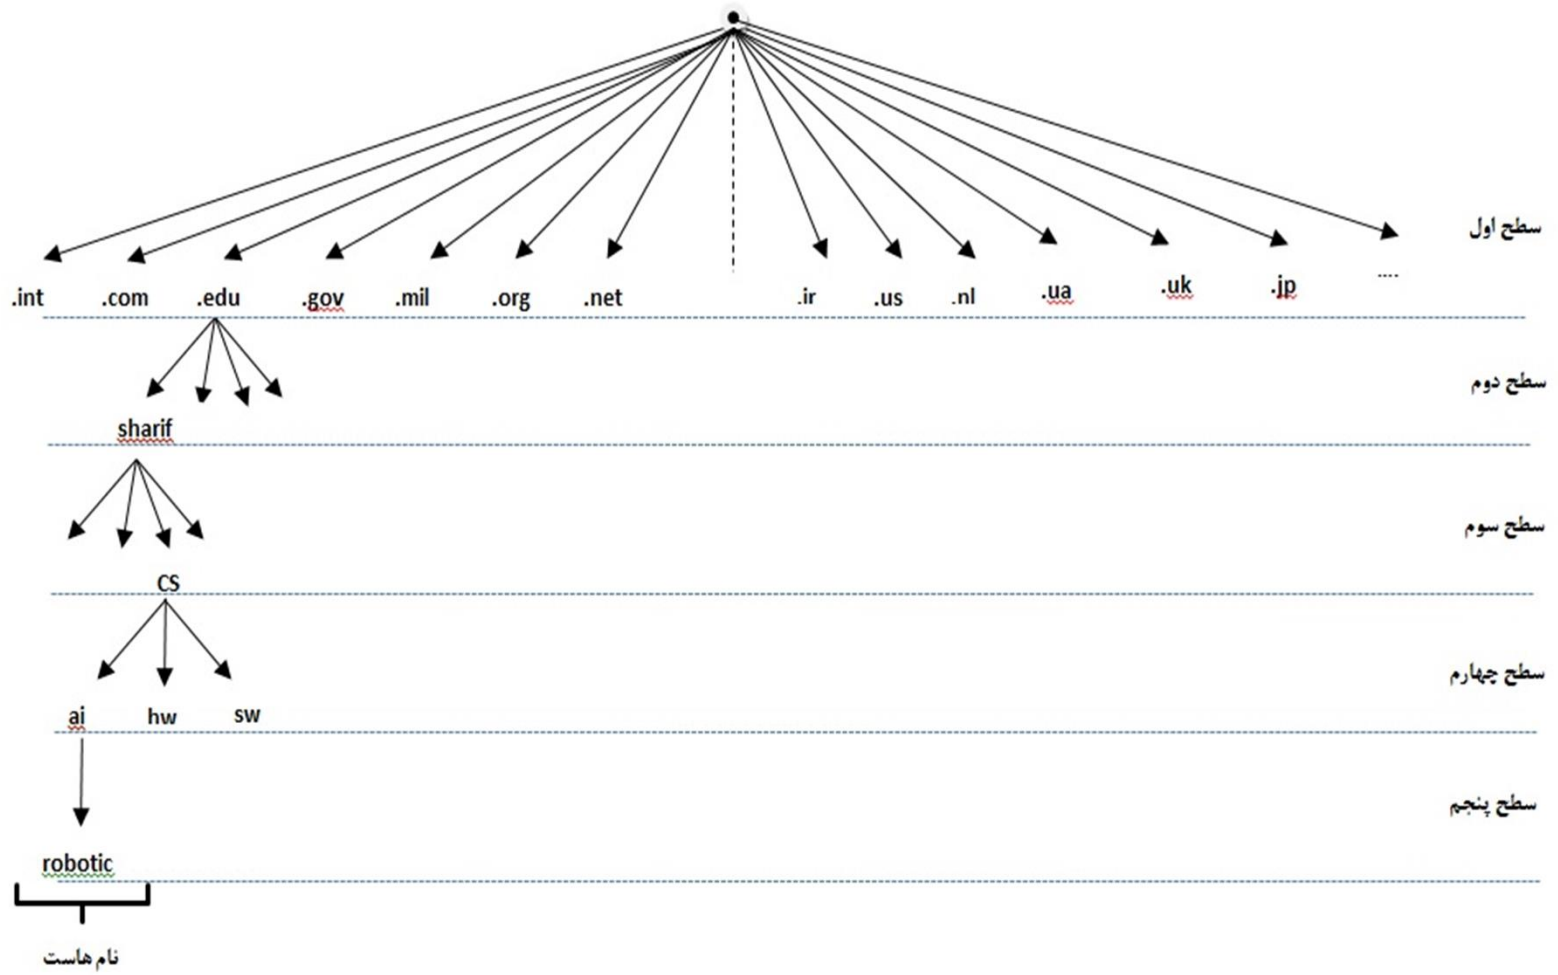 سطح اول
.int .com .edu .gov .mil .org .net .ir .us .nl .ua .uk .jp ....
سطح دوم
sharif
سطح سوم
CS
سطح چهارم
ai hw sw
سطح پنجم
robotic
نام هاست